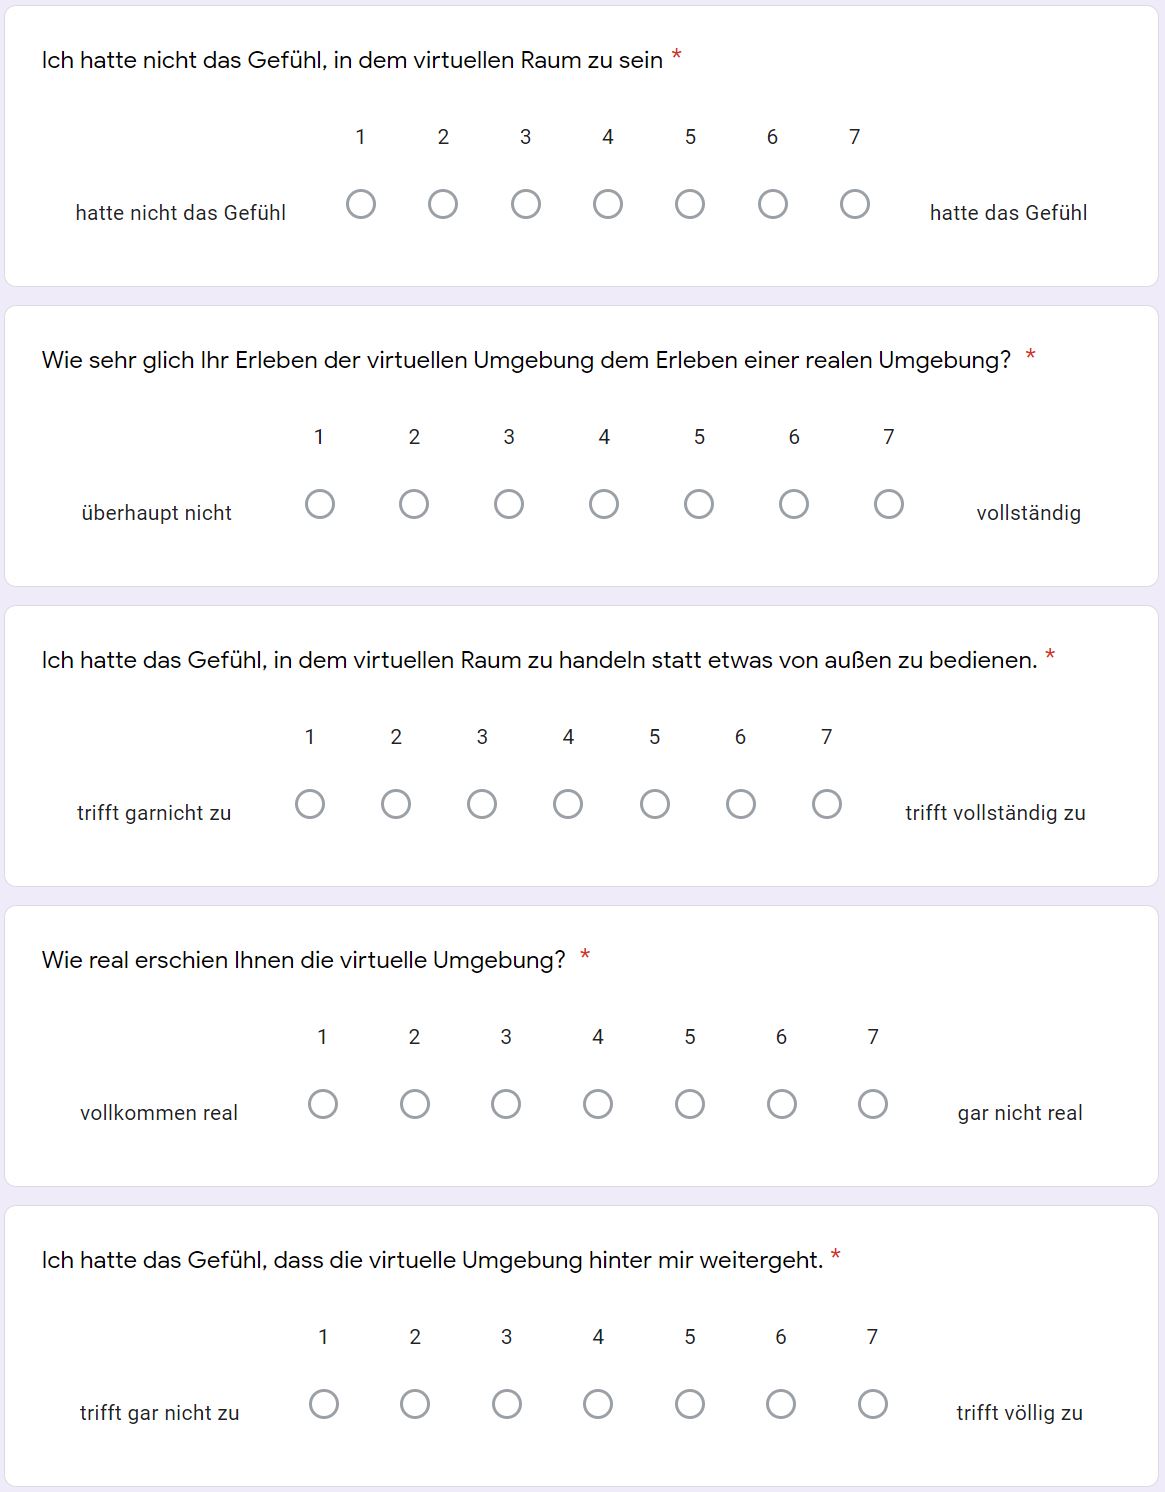 Ich hatte nicht das Gefühl, in dem virtuellen Raum zu sein *
1 2 3 4 5 6 7
hatte nicht das Gefühl hatte das Gefühl
Wie sehr glich Ihr Erleben der virtuellen Umgebung dem Erleben einer realen Umgebung? *
1 2 3 4 5 6 7
überhaupt nicht vollständig
Ich hatte das Gefühl, in dem virtuellen Raum zu handeln statt etwas von außen zu bedienen. *
1 2 3 4 5 6 7
trifft garnicht zu trifft vollständig zu
Wie real erschien Ihnen die virtuelle Umgebung? *
1 2 3 4 5 6 7
vollkommen real gar nicht real
Ich hatte das Gefühl, dass die virtuelle Umgebung hinter mir weitergeht. *
1 2 3 4 5 6 7
trifft gar nicht zu trifft völlig zu